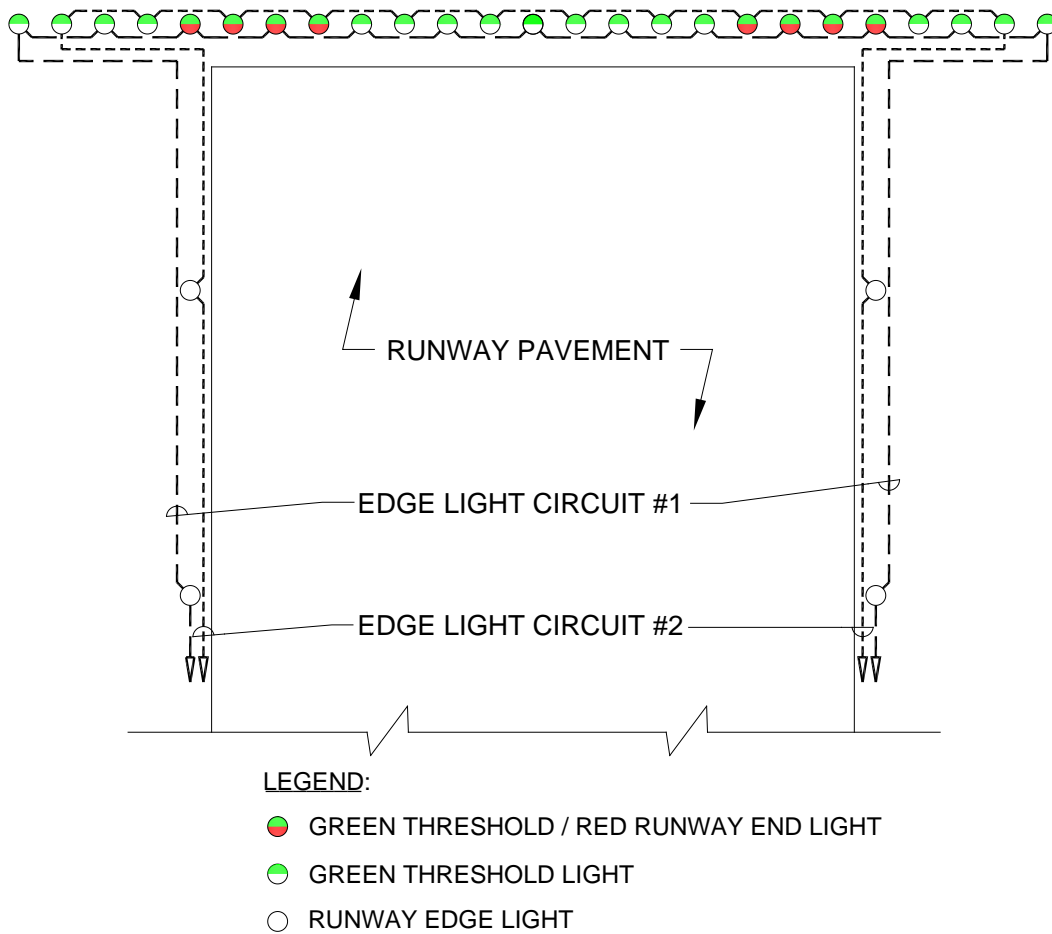 RUNWAY PAVEMENT
EDGE LIGHT CIRCUIT #1
EDGE LIGHT CIRCUIT #2
LEGEND:
GREEN THRESHOLD / RED RUNWAY END LIGHT
GREEN THRESHOLD LIGHT
RUNWAY EDGE LIGHT